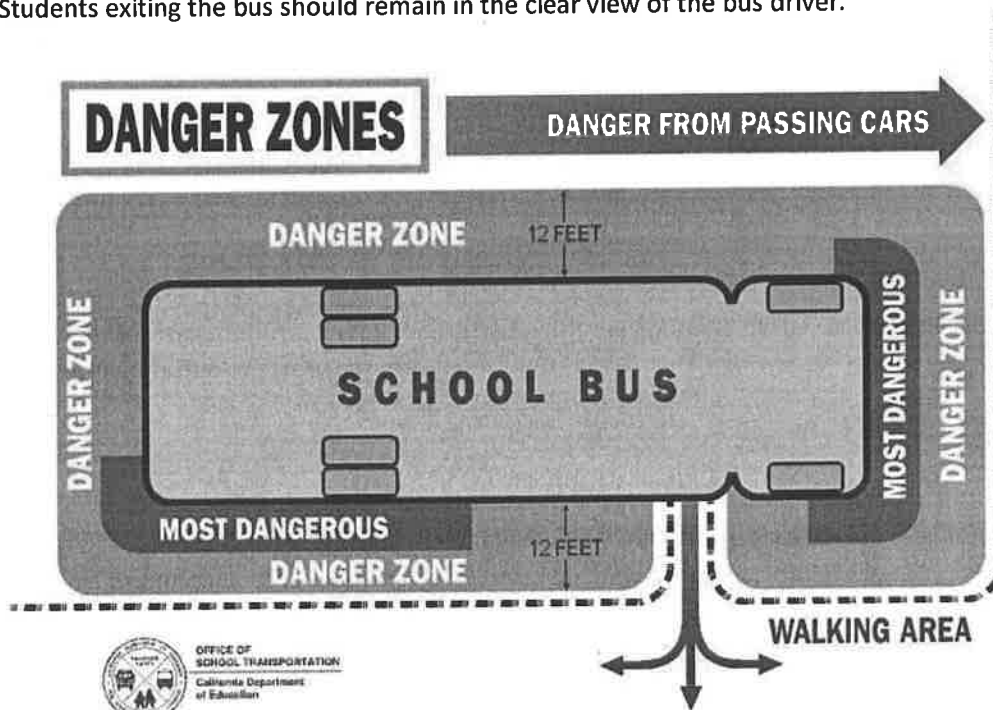 Students exiting the bus should remain in the clear view of the bus driver.
DANGER ZONES
DANGER FROM PASSING CARS
DANGER ZONE
12 FEET
DANGER ZONE
SCHOOL BUS
MOST DANGEROUS
DANGER ZONE
MOST DANGEROUS
12 FEET
DANGER ZONE
WALKING AREA
OFFICE OF
SCHOOL TRANSPORTATION
California Department
of Education